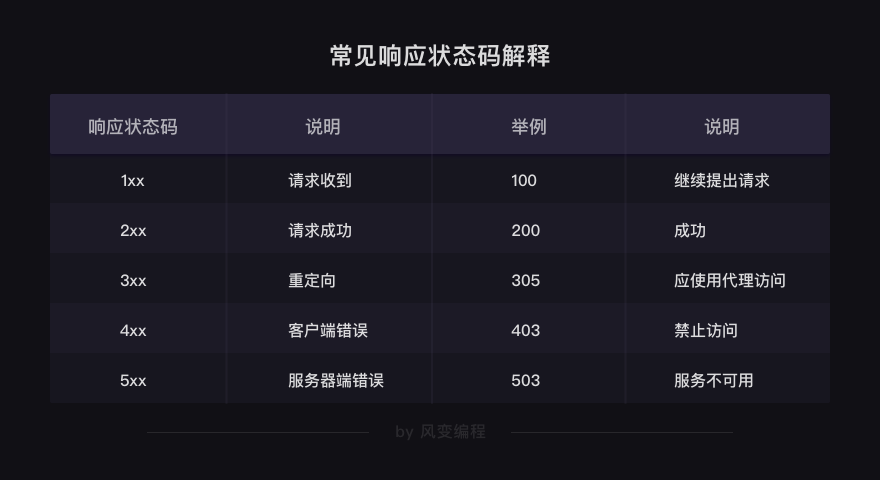 常见响应状态码解释
响应状态码 说明 举例 说明
1xx 请求收到 100 继续提出请求
2xx 请求成功 200 成功
3xx 重定向 305 应使用代理访问
4xx 客户端错误 403 禁止访问
5xx 服务器端错误 503 服务不可用
by 风变编程